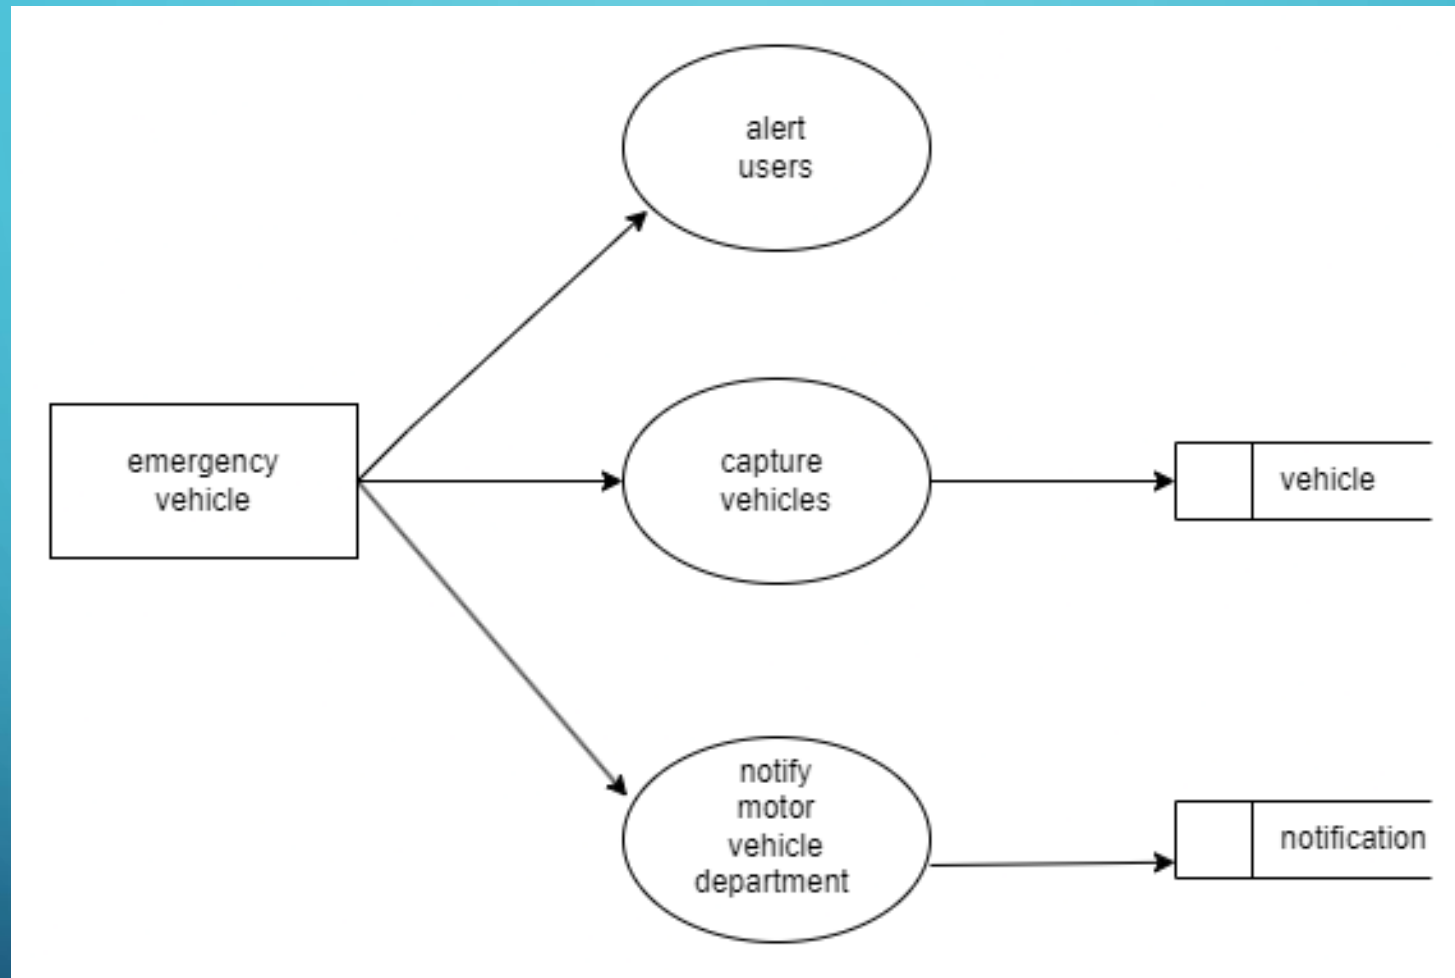 alert
users
emergency
vehicle
capture
vehicles
vehicle
notify
motor
vehicle
department
notification